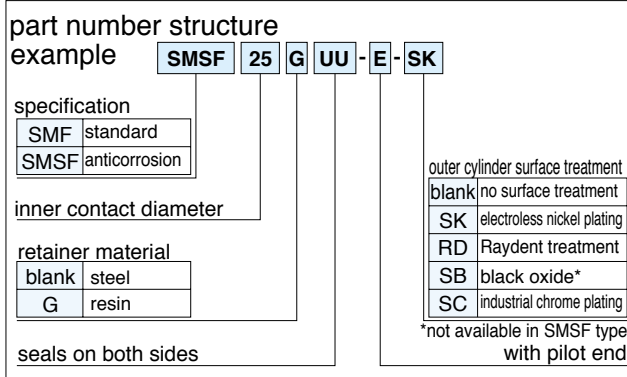 part number structure
example SMSF 25 G UU - E - SK
specification
SMF standard
SMSF anticorrosion
inner contact diameter
retainer material
blank steel
G resin
seals on both sides
outer cylinder surface treatment
blank no surface treatment
SK electroless nickel plating
RD Raydent treatment
SB black oxide*
SC industrial chrome plating
*not available in SMSF type
with pilot end